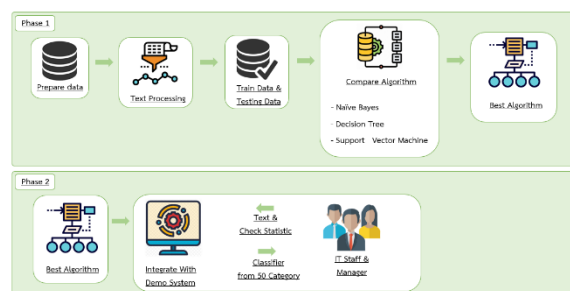 Phase 1
Prepare data
Text Processing
Train Data &
Testing Data
Compare Algorithm
- Naïve Bayes
- Decision Tree
- Support Vector Machine
Best Algorithm
Phase 2
Best Algorithm
Integrate With
Demo System
Text &
Check Statistic
Classifier
from 50 Category
IT Staff &
Manager